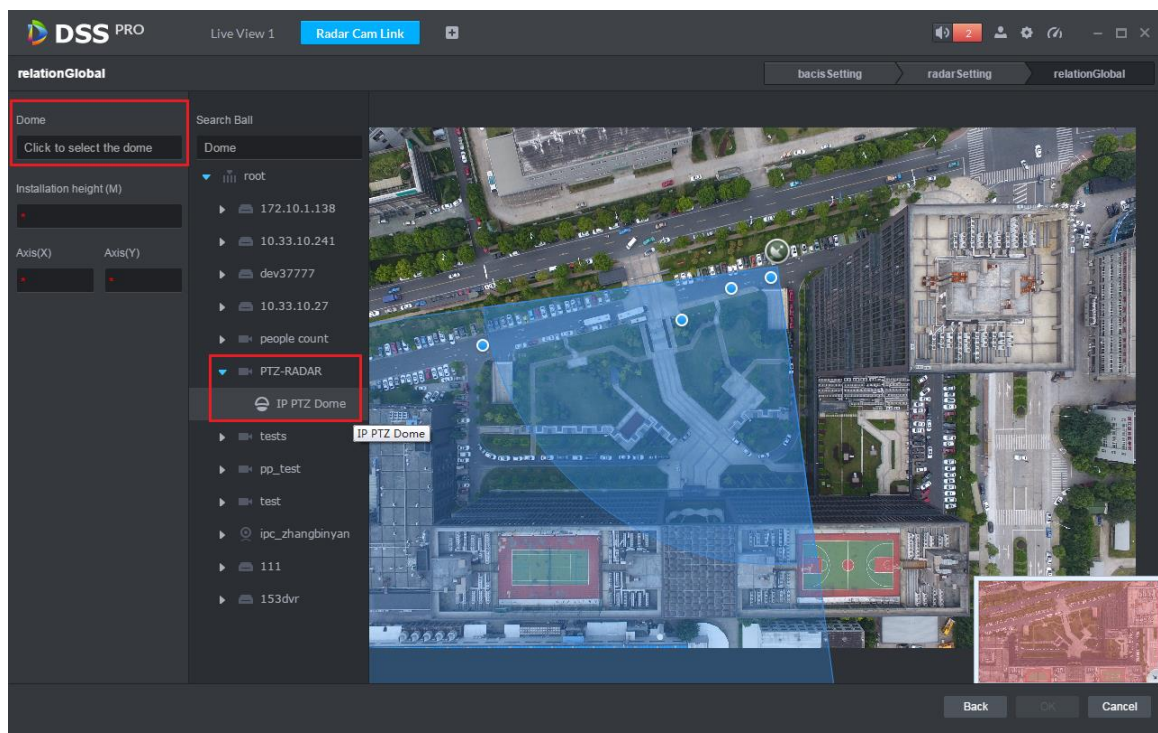 DSS PRO
Live View 1
Radar Cam Link
2
relationGlobal
bacisSetting
radarSetting
relationGlobal
Dome
Click to select the dome
Installation height(M)
*
Axis(X)
Axis(Y)
*
*
Search Ball
Dome
root
172.10.1.138
10.33.10.241
dev37777
10.33.10.27
people count
PTZ-RADAR
IP PTZ Dome
IP PTZ Dome
tests
pp_test
test
ipc_zhangbinyan
111
153dvr
Back
OK
Cancel